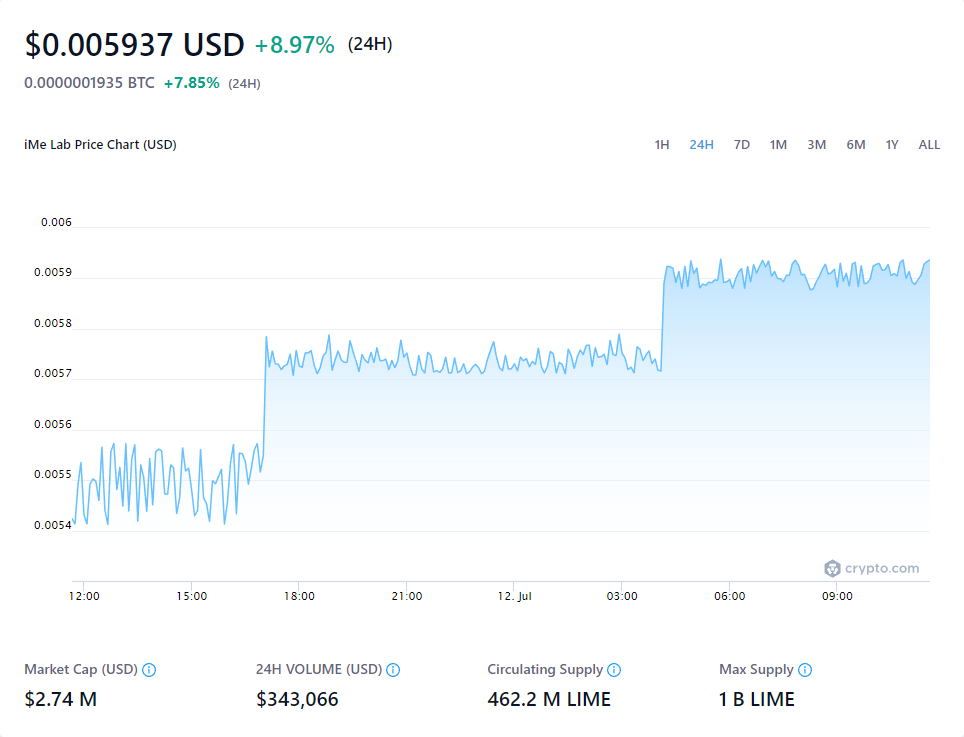 $0.005937 USD +8.97% (24H)
0.0000001935 BTC +7.85% (24H)
iMe Lab Price Chart (USD) 1H 24H 7D 1M 3M 6M 1Y ALL
0.006
0.0059
0.0058
0.0057
0.0056
0.0055
0.0054
crypto.com
12:00 15:00 18:00 21:00 12. Jul 03:00 06:00 09:00
Market Cap (USD) 24H VOLUME (USD) Circulating Supply Max Supply
$2.74 M $343,066 462.2 M LIME 1 B LIME